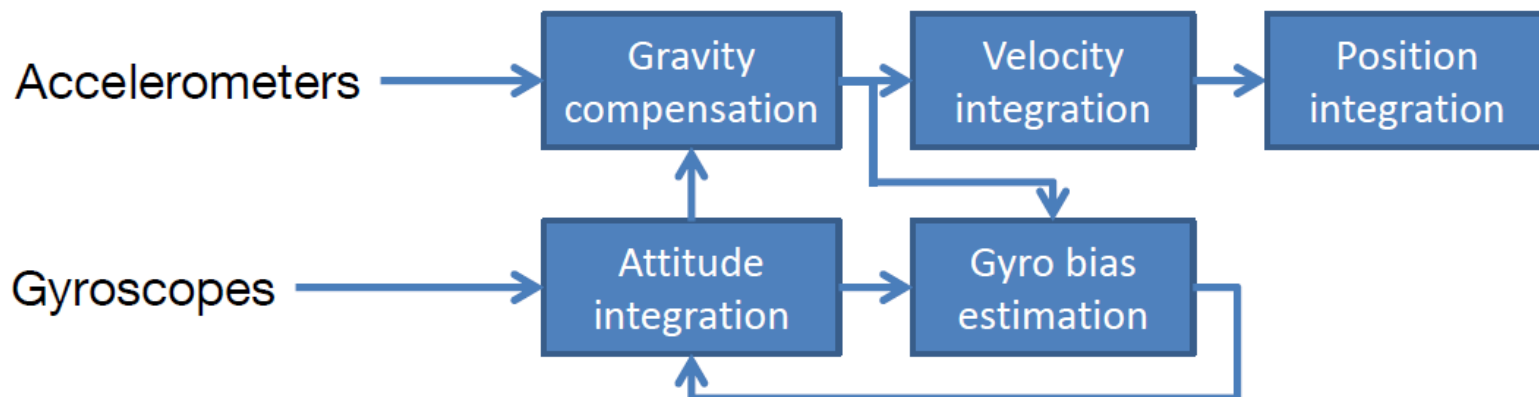 Accelerometers
Gravity
compensation
Velocity
integration
Position
integration
Gyroscopes
Attitude
integration
Gyro bias
estimation